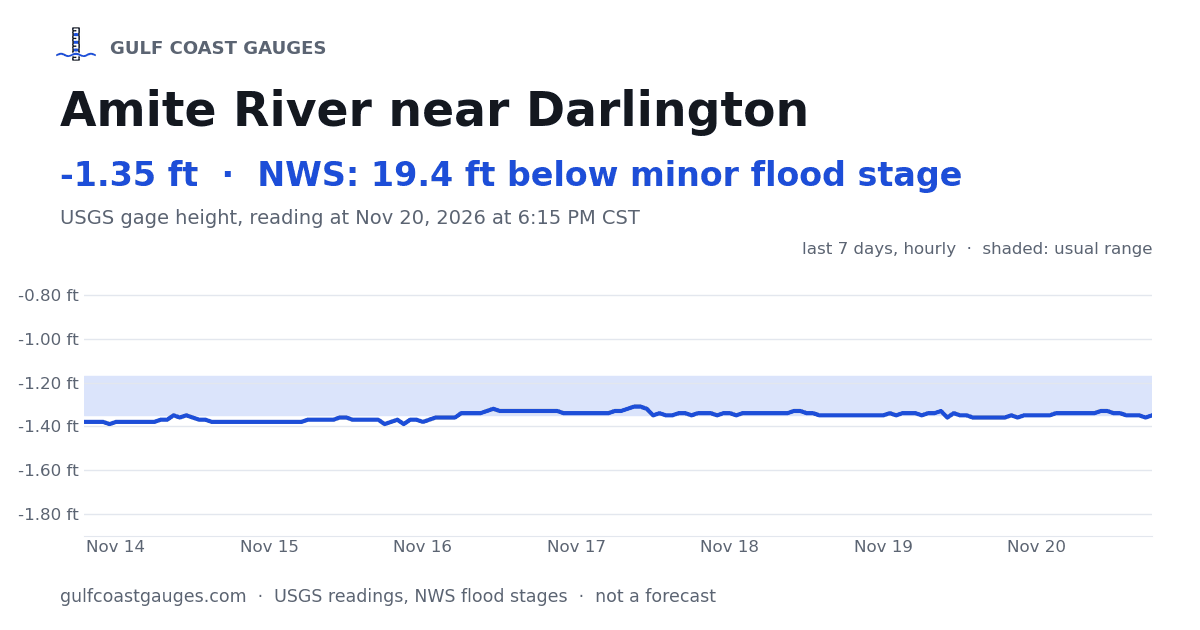 GULF COAST GAUGES
Amite River near Darlington
-1.35 ft · NWS: 19.4 ft below minor flood stage
USGS gage height, reading at Nov 20, 2026 at 6:15 PM CST
last 7 days, hourly · shaded: usual range
-0.80 ft
-1.00 ft
-1.20 ft
-1.40 ft
-1.60 ft
-1.80 ft
Nov 14 Nov 15 Nov 16 Nov 17 Nov 18 Nov 19 Nov 20
gulfcoastgauges.com · USGS readings, NWS flood stages · not a forecast